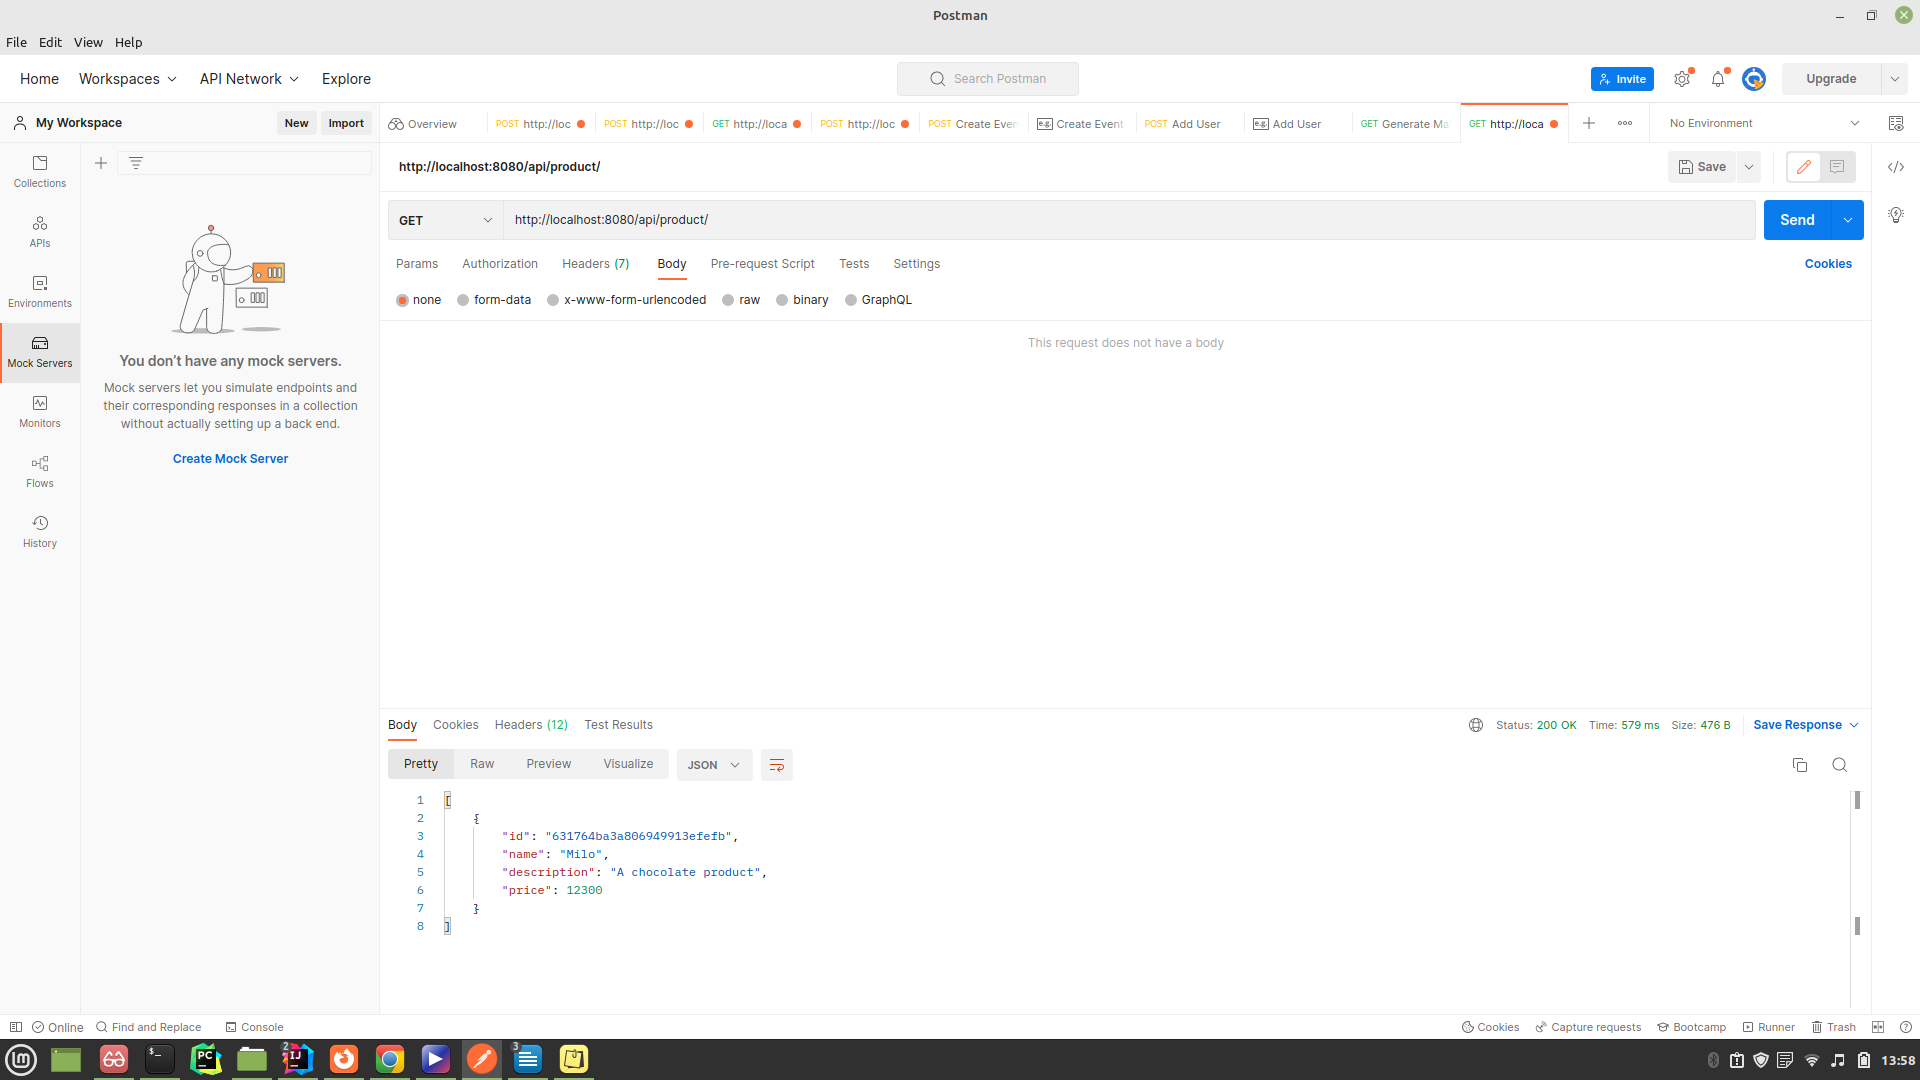 Postman
File Edit View Help
Home Workspaces API Network Explore Search Postman Invite Upgrade
My Workspace New Import
Overview POST http://loc POST http://loc GET http://loca POST http://loc POST Create Even e.g. Create Event POST Add User e.g. Add User GET Generate Ma GET http://loca No Environment
http://localhost:8080/api/product/ Save
GET http://localhost:8080/api/product/ Send
Params Authorization Headers (7) Body Pre-request Script Tests Settings Cookies
none form-data x-www-form-urlencoded raw binary GraphQL
This request does not have a body
Collections
APIs
Environments
Mock Servers
Monitors
Flows
History
You don’t have any mock servers.
Mock servers let you simulate endpoints and
their corresponding responses in a collection
without actually setting up a back end.
Create Mock Server
Body Cookies Headers (12) Test Results Status: 200 OK Time: 579 ms Size: 476 B Save Response
Pretty Raw Preview Visualize JSON
1 [
2 {
3 "id": "631764ba3a806949913efefb",
4 "name": "Milo",
5 "description": "A chocolate product",
6 "price": 12300
7 }
8 ]
Online Find and Replace Console Cookies Capture requests Bootcamp Runner Trash
PC 2 IJ 3 13:58